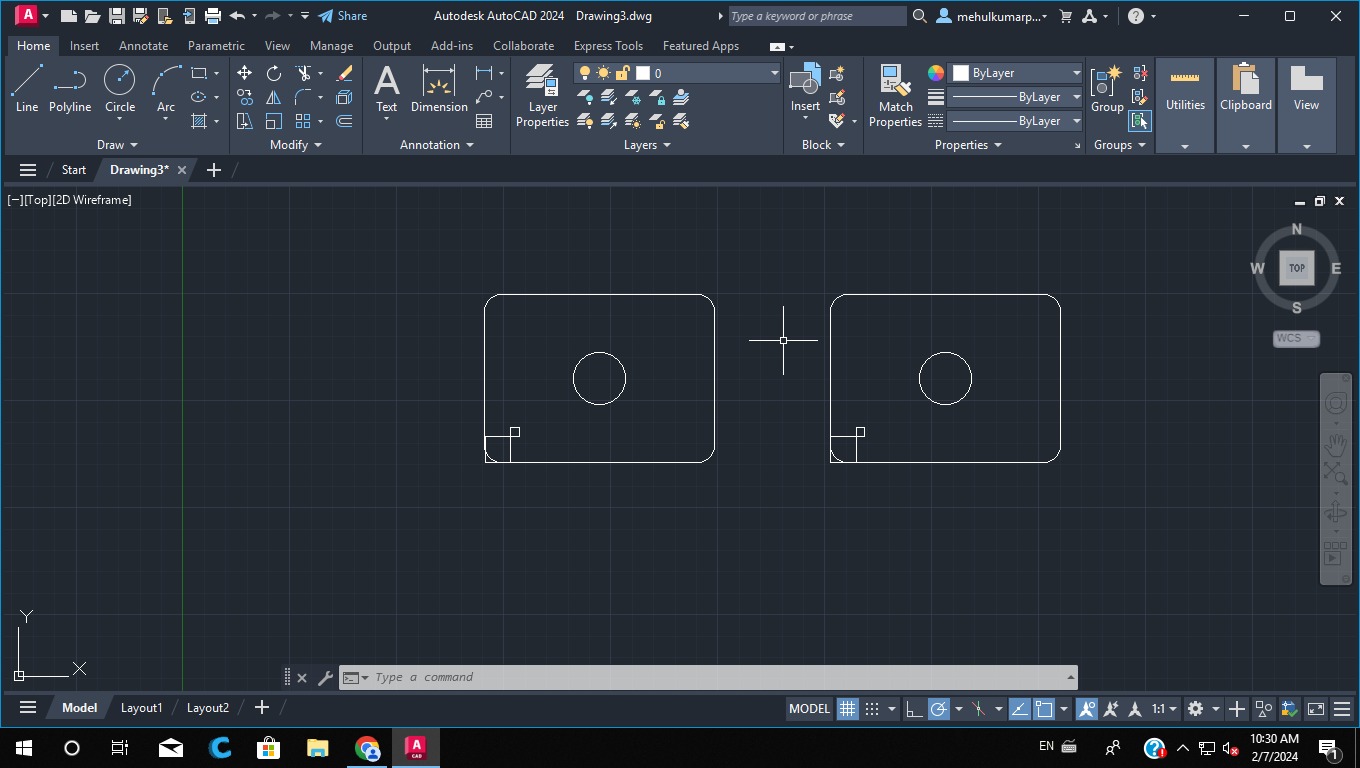 A CAD Share Autodesk AutoCAD 2024 Drawing3.dwg Type a keyword or phrase mehulkumarp...
Home Insert Annotate Parametric View Manage Output Add-ins Collaborate Express Tools Featured Apps
Line Polyline Circle Arc
Draw
Modify
A Text Dimension
Annotation
Layer Properties
0
Layers
Insert
Block
Match Properties
ByLayer
ByLayer
ByLayer
Properties
Group
Groups
Utilities
Clipboard
View
Start Drawing3*
[−][Top][2D Wireframe]
N
W TOP E
S
WCS
Y
X
Type a command
Model Layout1 Layout2 MODEL 1:1
A CAD EN 10:30 AM
2/7/2024
1